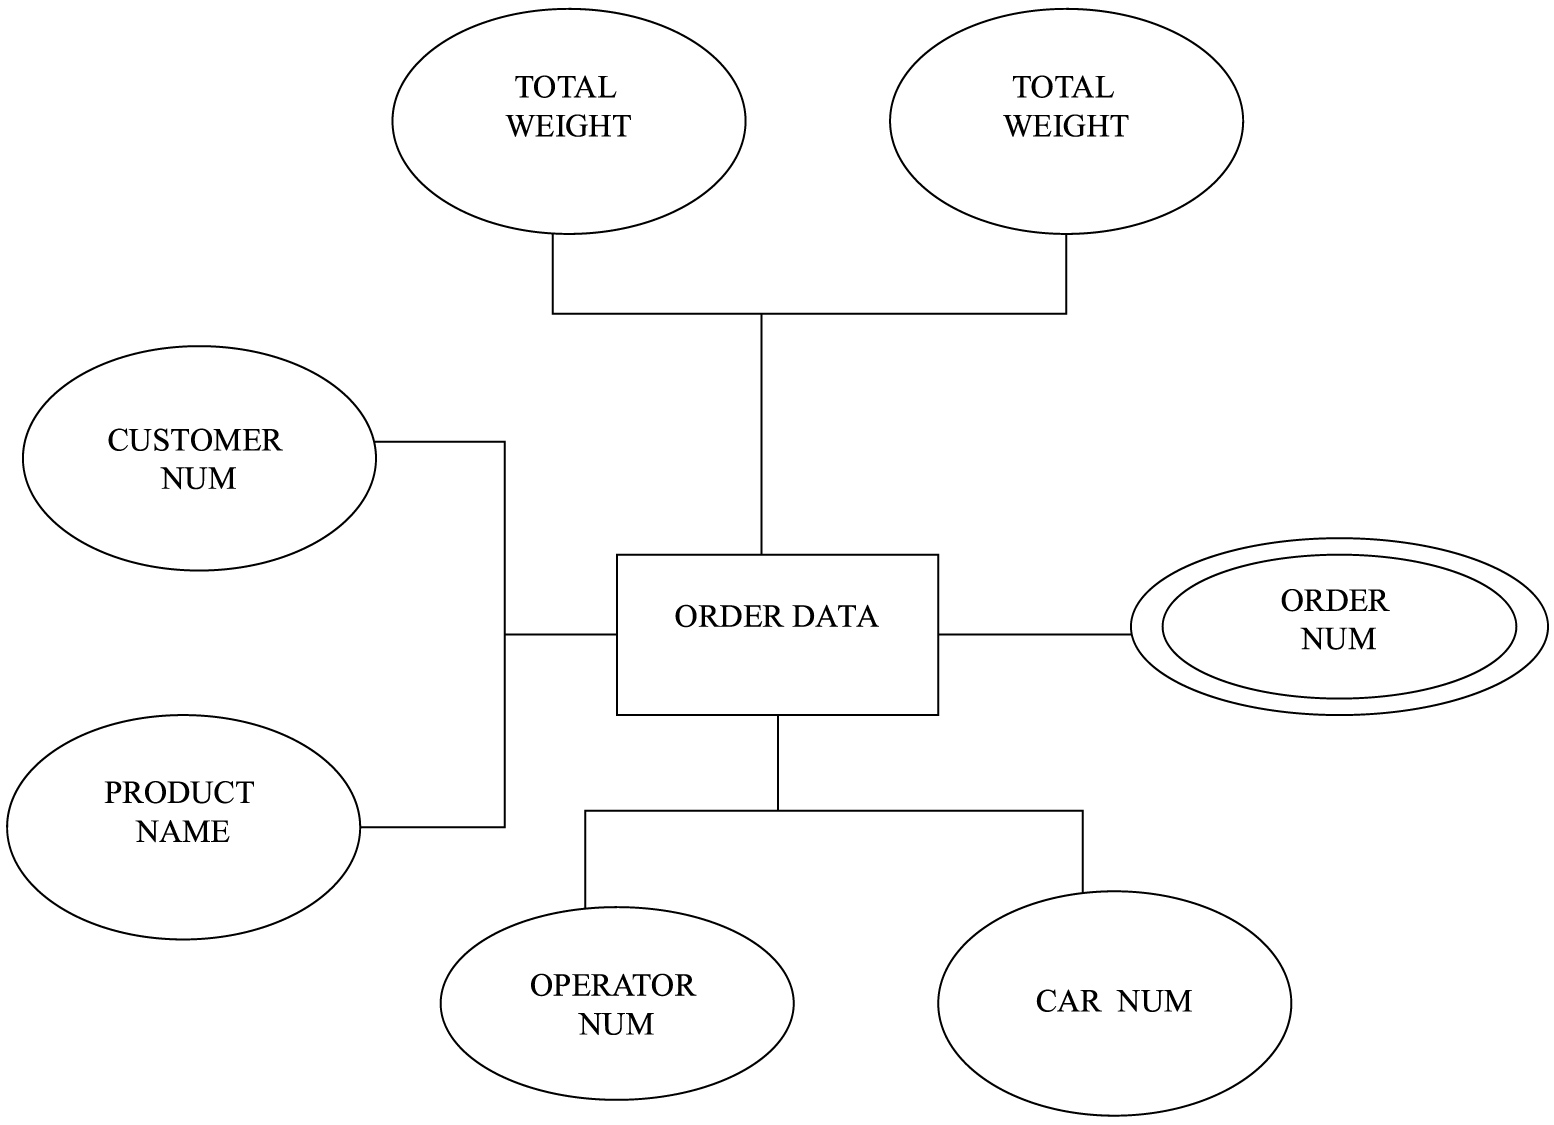 TOTAL
WEIGHT
TOTAL
WEIGHT
CUSTOMER
NUM
ORDER DATA
ORDER
NUM
PRODUCT
NAME
OPERATOR
NUM
CAR  NUM